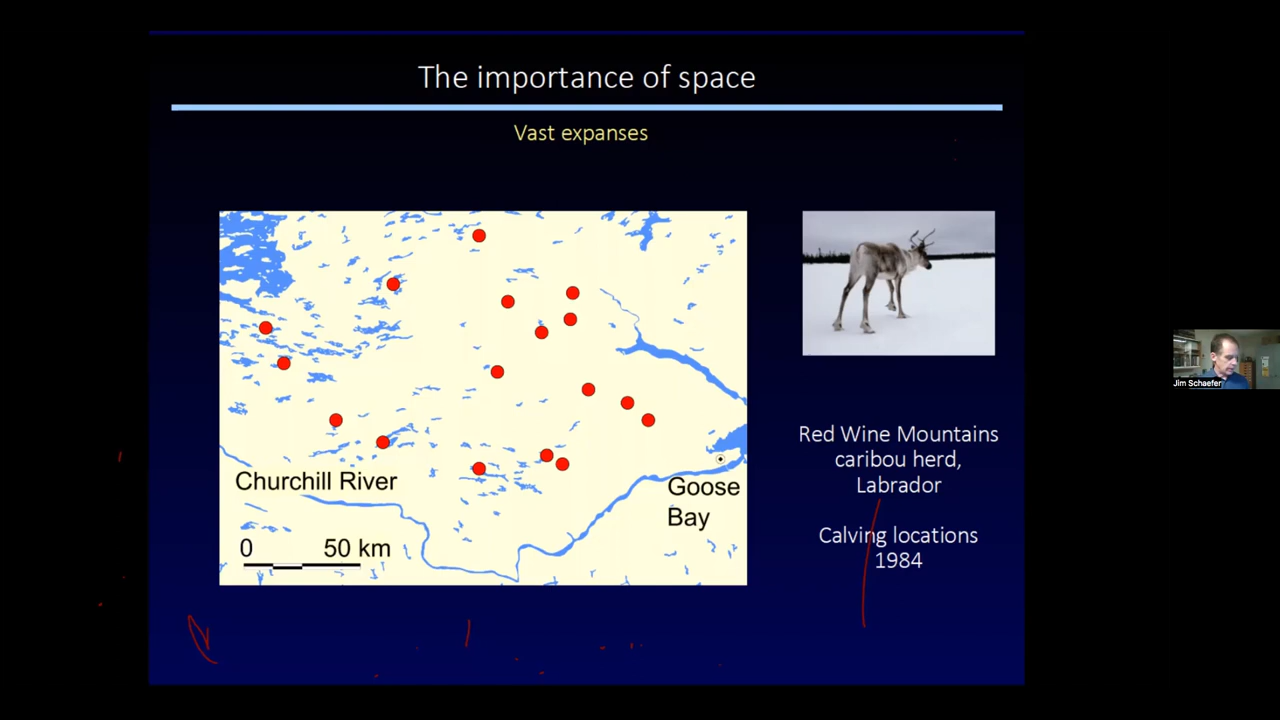 The importance of space
Vast expanses
Churchill River
Goose
Bay
0 50 km
Red Wine Mountains
caribou herd,
Labrador
Calving locations
1984
Jim Schaefer